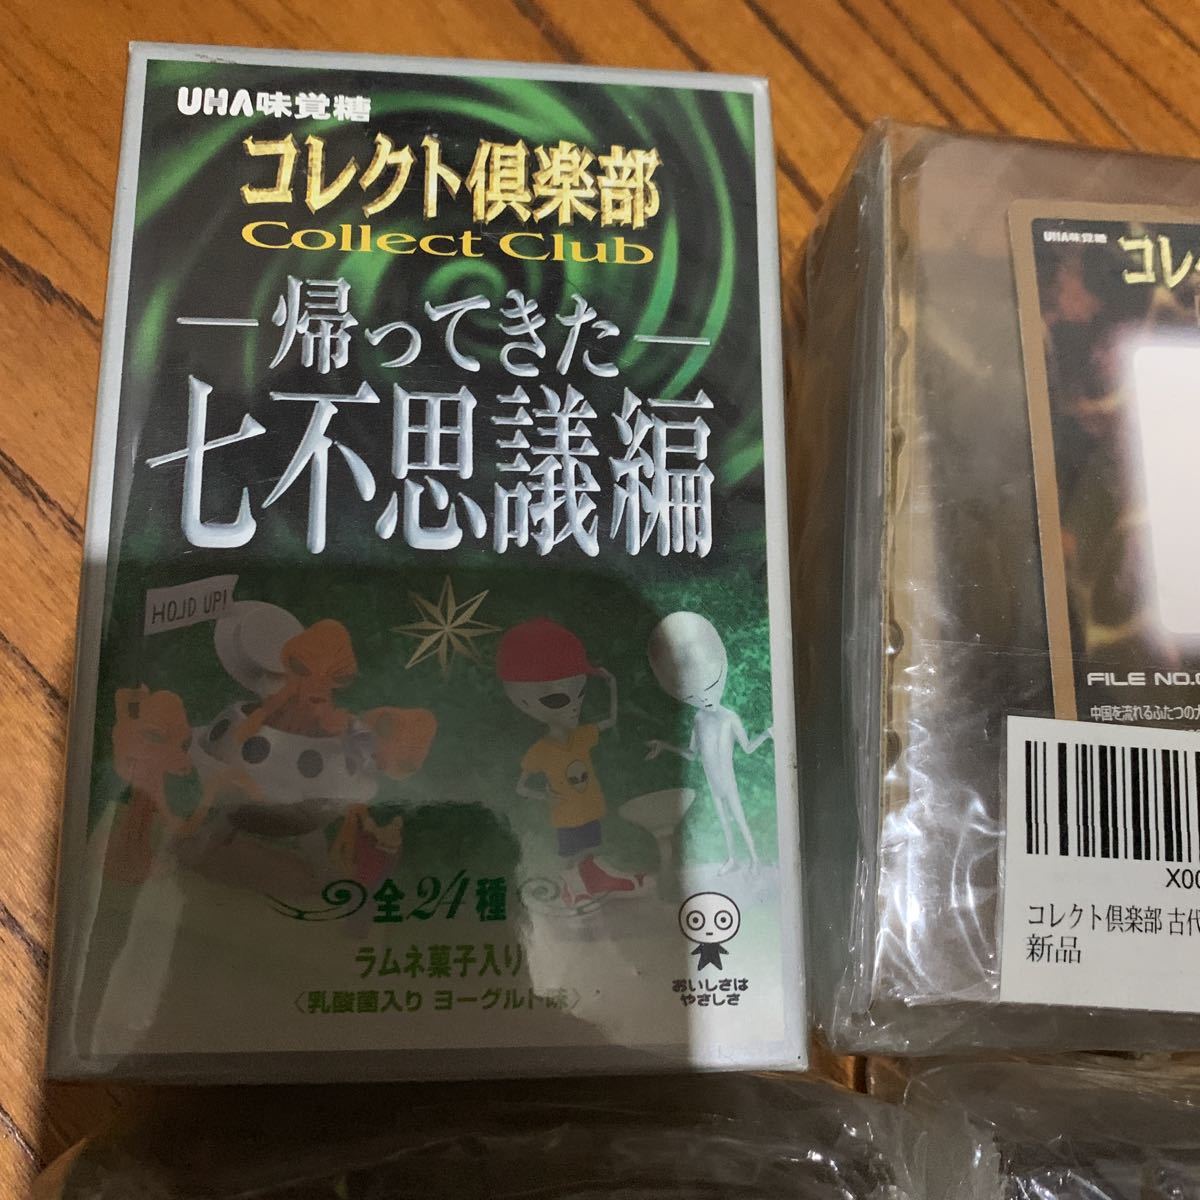 UHA味覚糖
コレクト倶楽部
Collect Club
帰ってきた
七不思議編
HOLD UP!
全24種
ラムネ菓子入り
〈乳酸菌入り ヨーグルト味〉
おいしさは
やさしさ
UHA味覚糖
コレ
FILE NO.
中国を流れるふたつの
X00
コレクト倶楽部 古代
新品